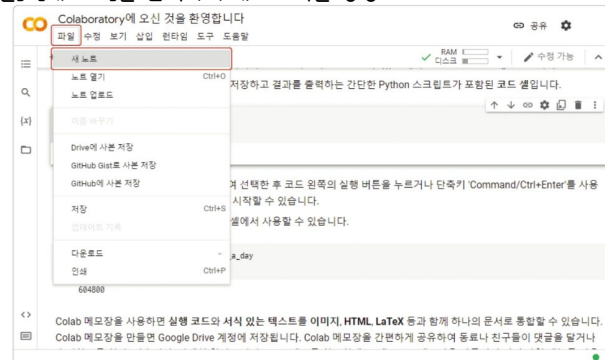 Colaboratory에 오신 것을 환영합니다
공유
파일 수정 보기 삽입 런타임 도구 도움말
RAM
디스크
수정 가능
새 노트
노트 열기 Ctrl+O
저장하고 결과를 출력하는 간단한 Python 스크립트가 포함된 코드 셀입니다.
노트 업로드
{x}
이름 바꾸기
Drive에 사본 저장
GitHub Gist로 사본 저장
GitHub에 사본 저장
여 선택한 후 코드 왼쪽의 실행 버튼을 누르거나 단축키 'Command/Ctrl+Enter'를 사용
시작할 수 있습니다.
저장 Ctrl+S
셀에서 사용할 수 있습니다.
업데이트 기록
다운로드
_a_day
인쇄 Ctrl+P
604800
Colab 메모장을 사용하면 실행 코드와 서식 있는 텍스트를 이미지, HTML, LaTeX 등과 함께 하나의 문서로 통합할 수 있습니다.
Colab 메모장을 만들면 Google Drive 계정에 저장됩니다. Colab 메모장을 간편하게 공유하여 동료나 친구들이 댓글을 달거나